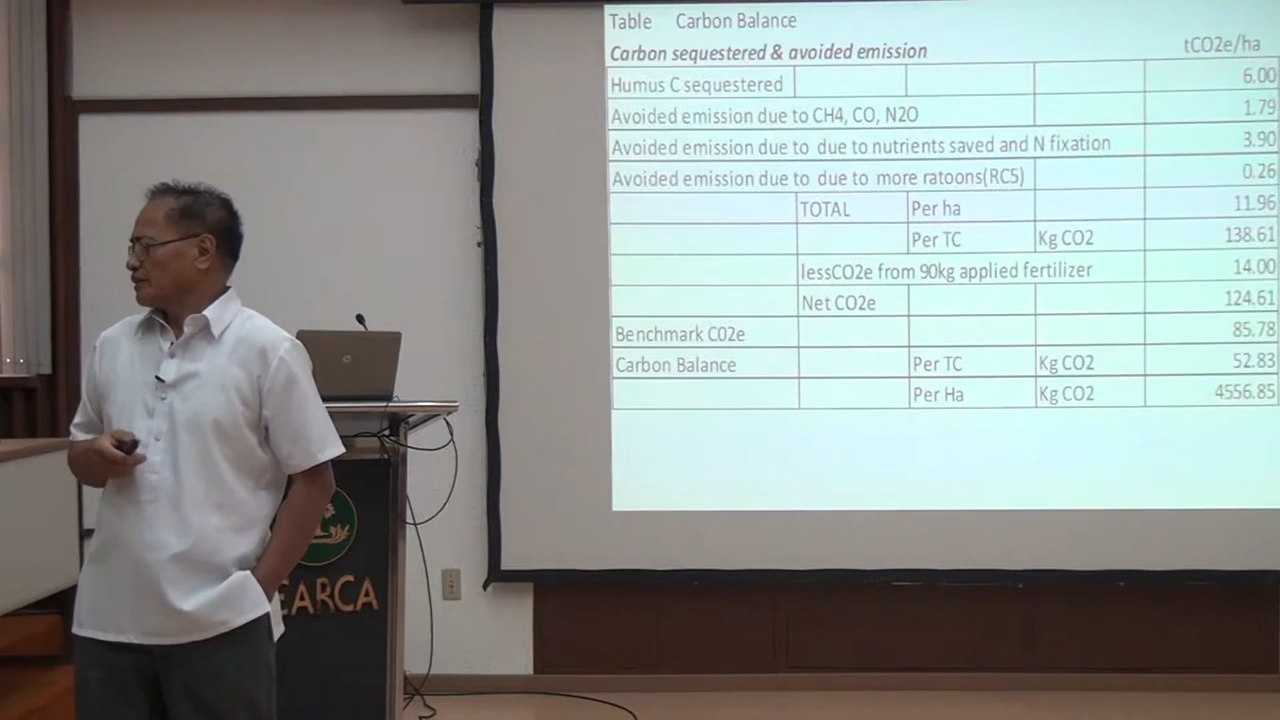 Table Carbon Balance
Carbon sequestered & avoided emission tCO2e/ha
Humus C sequestered 6.00
Avoided emission due to CH4, CO, N2O 1.79
Avoided emission due to due to nutrients saved and N fixation 3.90
Avoided emission due to due to more ratoons(RC5) 0.26
TOTAL Per ha 11.96
Per TC Kg CO2 138.61
lessCO2e from 90kg applied fertilizer 14.00
Net CO2e 124.61
Benchmark C02e 85.78
Carbon Balance Per TC Kg CO2 52.83
Per Ha Kg CO2 4556.85
EARCA